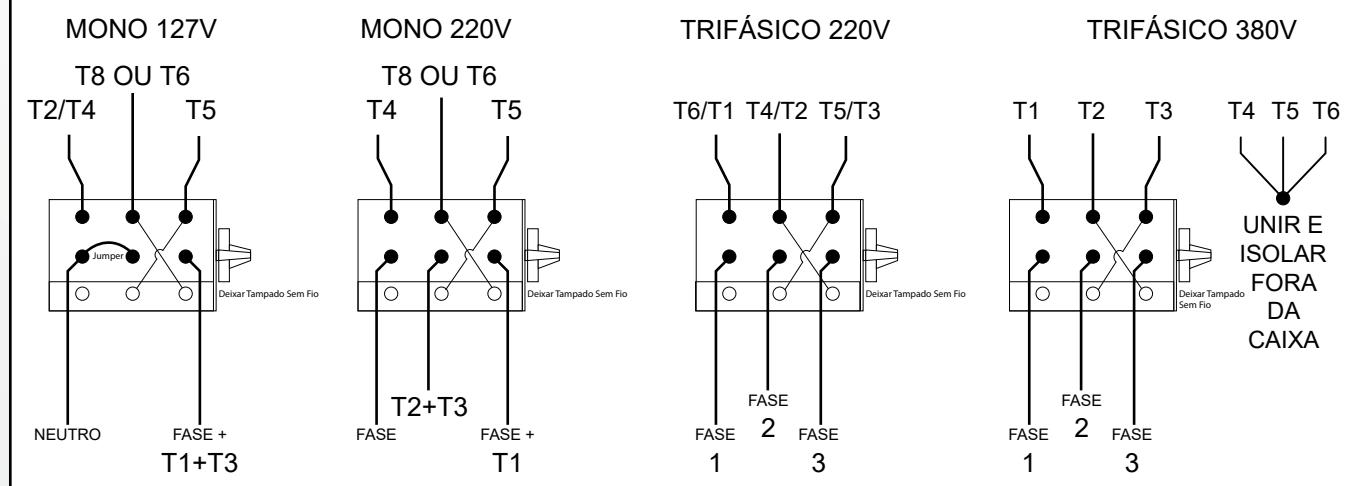 MONO 127V
T8 OU T6
T2/T4
T5
Jumper
Deixar Tampado Sem Fio
NEUTRO
FASE +
T1+T3
MONO 220V
T8 OU T6
T4
T5
Deixar Tampado Sem Fio
T2+T3
FASE
FASE +
T1
TRIFÁSICO 220V
T6/T1 T4/T2 T5/T3
Deixar Tampado Sem Fio
FASE
2
FASE
1
FASE
3
TRIFÁSICO 380V
T1
T2
T3
T4 T5 T6
UNIR E
ISOLAR
FORA
DA
CAIXA
Deixar Tampado
Sem Fio
FASE
2
FASE
1
FASE
3